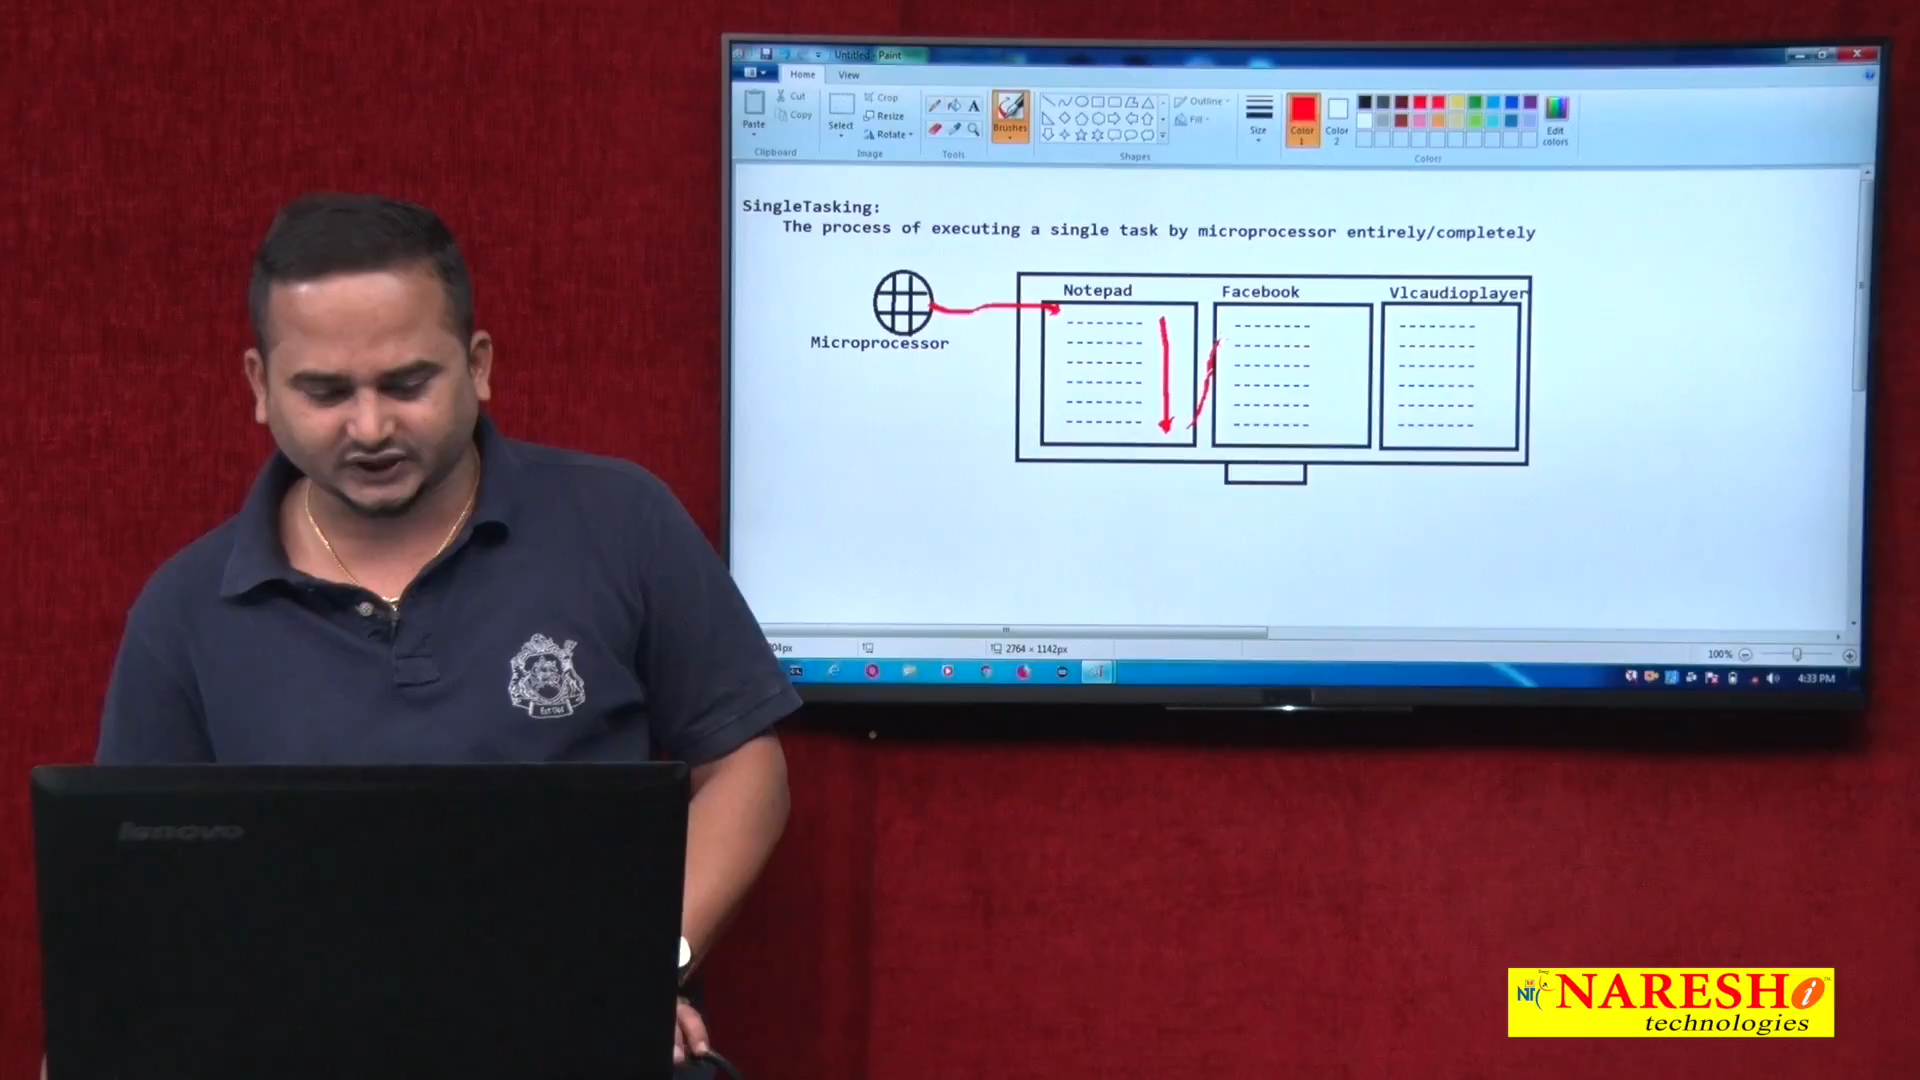 Untitled - Paint
Home View
Paste Cut Copy
Clipboard
Select Crop Resize Rotate
Image
Tools
Brushes
Shapes
Outline
Fill
Size
Color 1
Color 2
Edit colors
Colors
SingleTasking:
The process of executing a single task by microprocessor entirely/completely
Notepad Facebook Vlcaudioplayer
Microprocessor
2764 × 1142px
100%
4:33 PM
lenovo
NARESH i
technologies